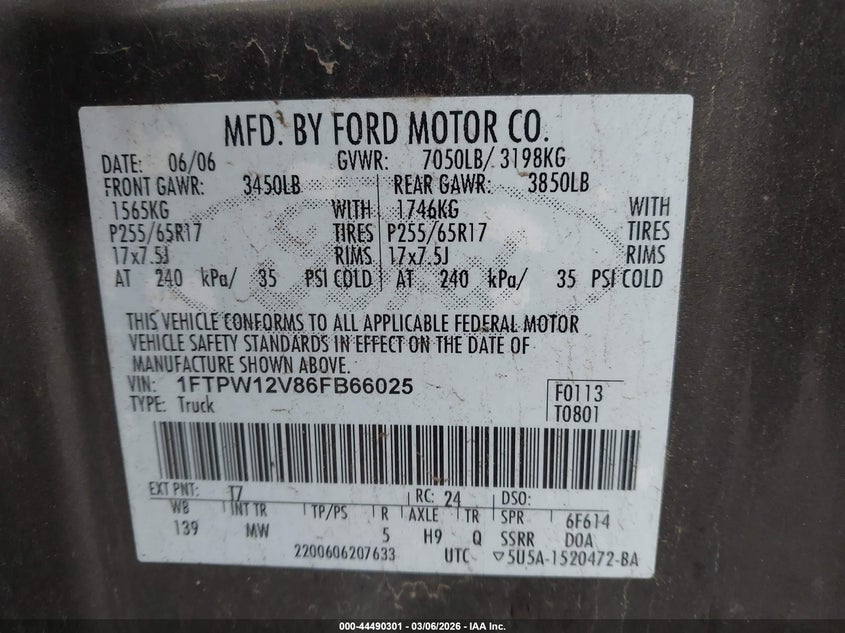 MFD. BY FORD MOTOR CO.
DATE: 06/06 GVWR: 7050LB/ 3198KG
FRONT GAWR: 3450LB REAR GAWR: 3850LB
1565KG WITH 1746KG WITH
P255/65R17 TIRES P255/65R17 TIRES
17x7.5J RIMS 17x7.5J RIMS
AT 240 kPa/ 35 PSI COLD AT 240 kPa/ 35 PSI COLD
THIS VEHICLE CONFORMS TO ALL APPLICABLE FEDERAL MOTOR
VEHICLE SAFETY STANDARDS IN EFFECT ON THE DATE OF
MANUFACTURE SHOWN ABOVE.
VIN: 1FTPW12V86FB66025 F0113
TYPE: Truck T0801
EXT PNT: T7 RC: 24 DSO:
WB INT TR TP/PS R AXLE TR SPR 6F614
139 MW 5 H9 Q SSRR DOA
2200606207633 UTC ▽5U5A-1520472-BA
000-44490301 | 03/06/2026 - IAA Inc.